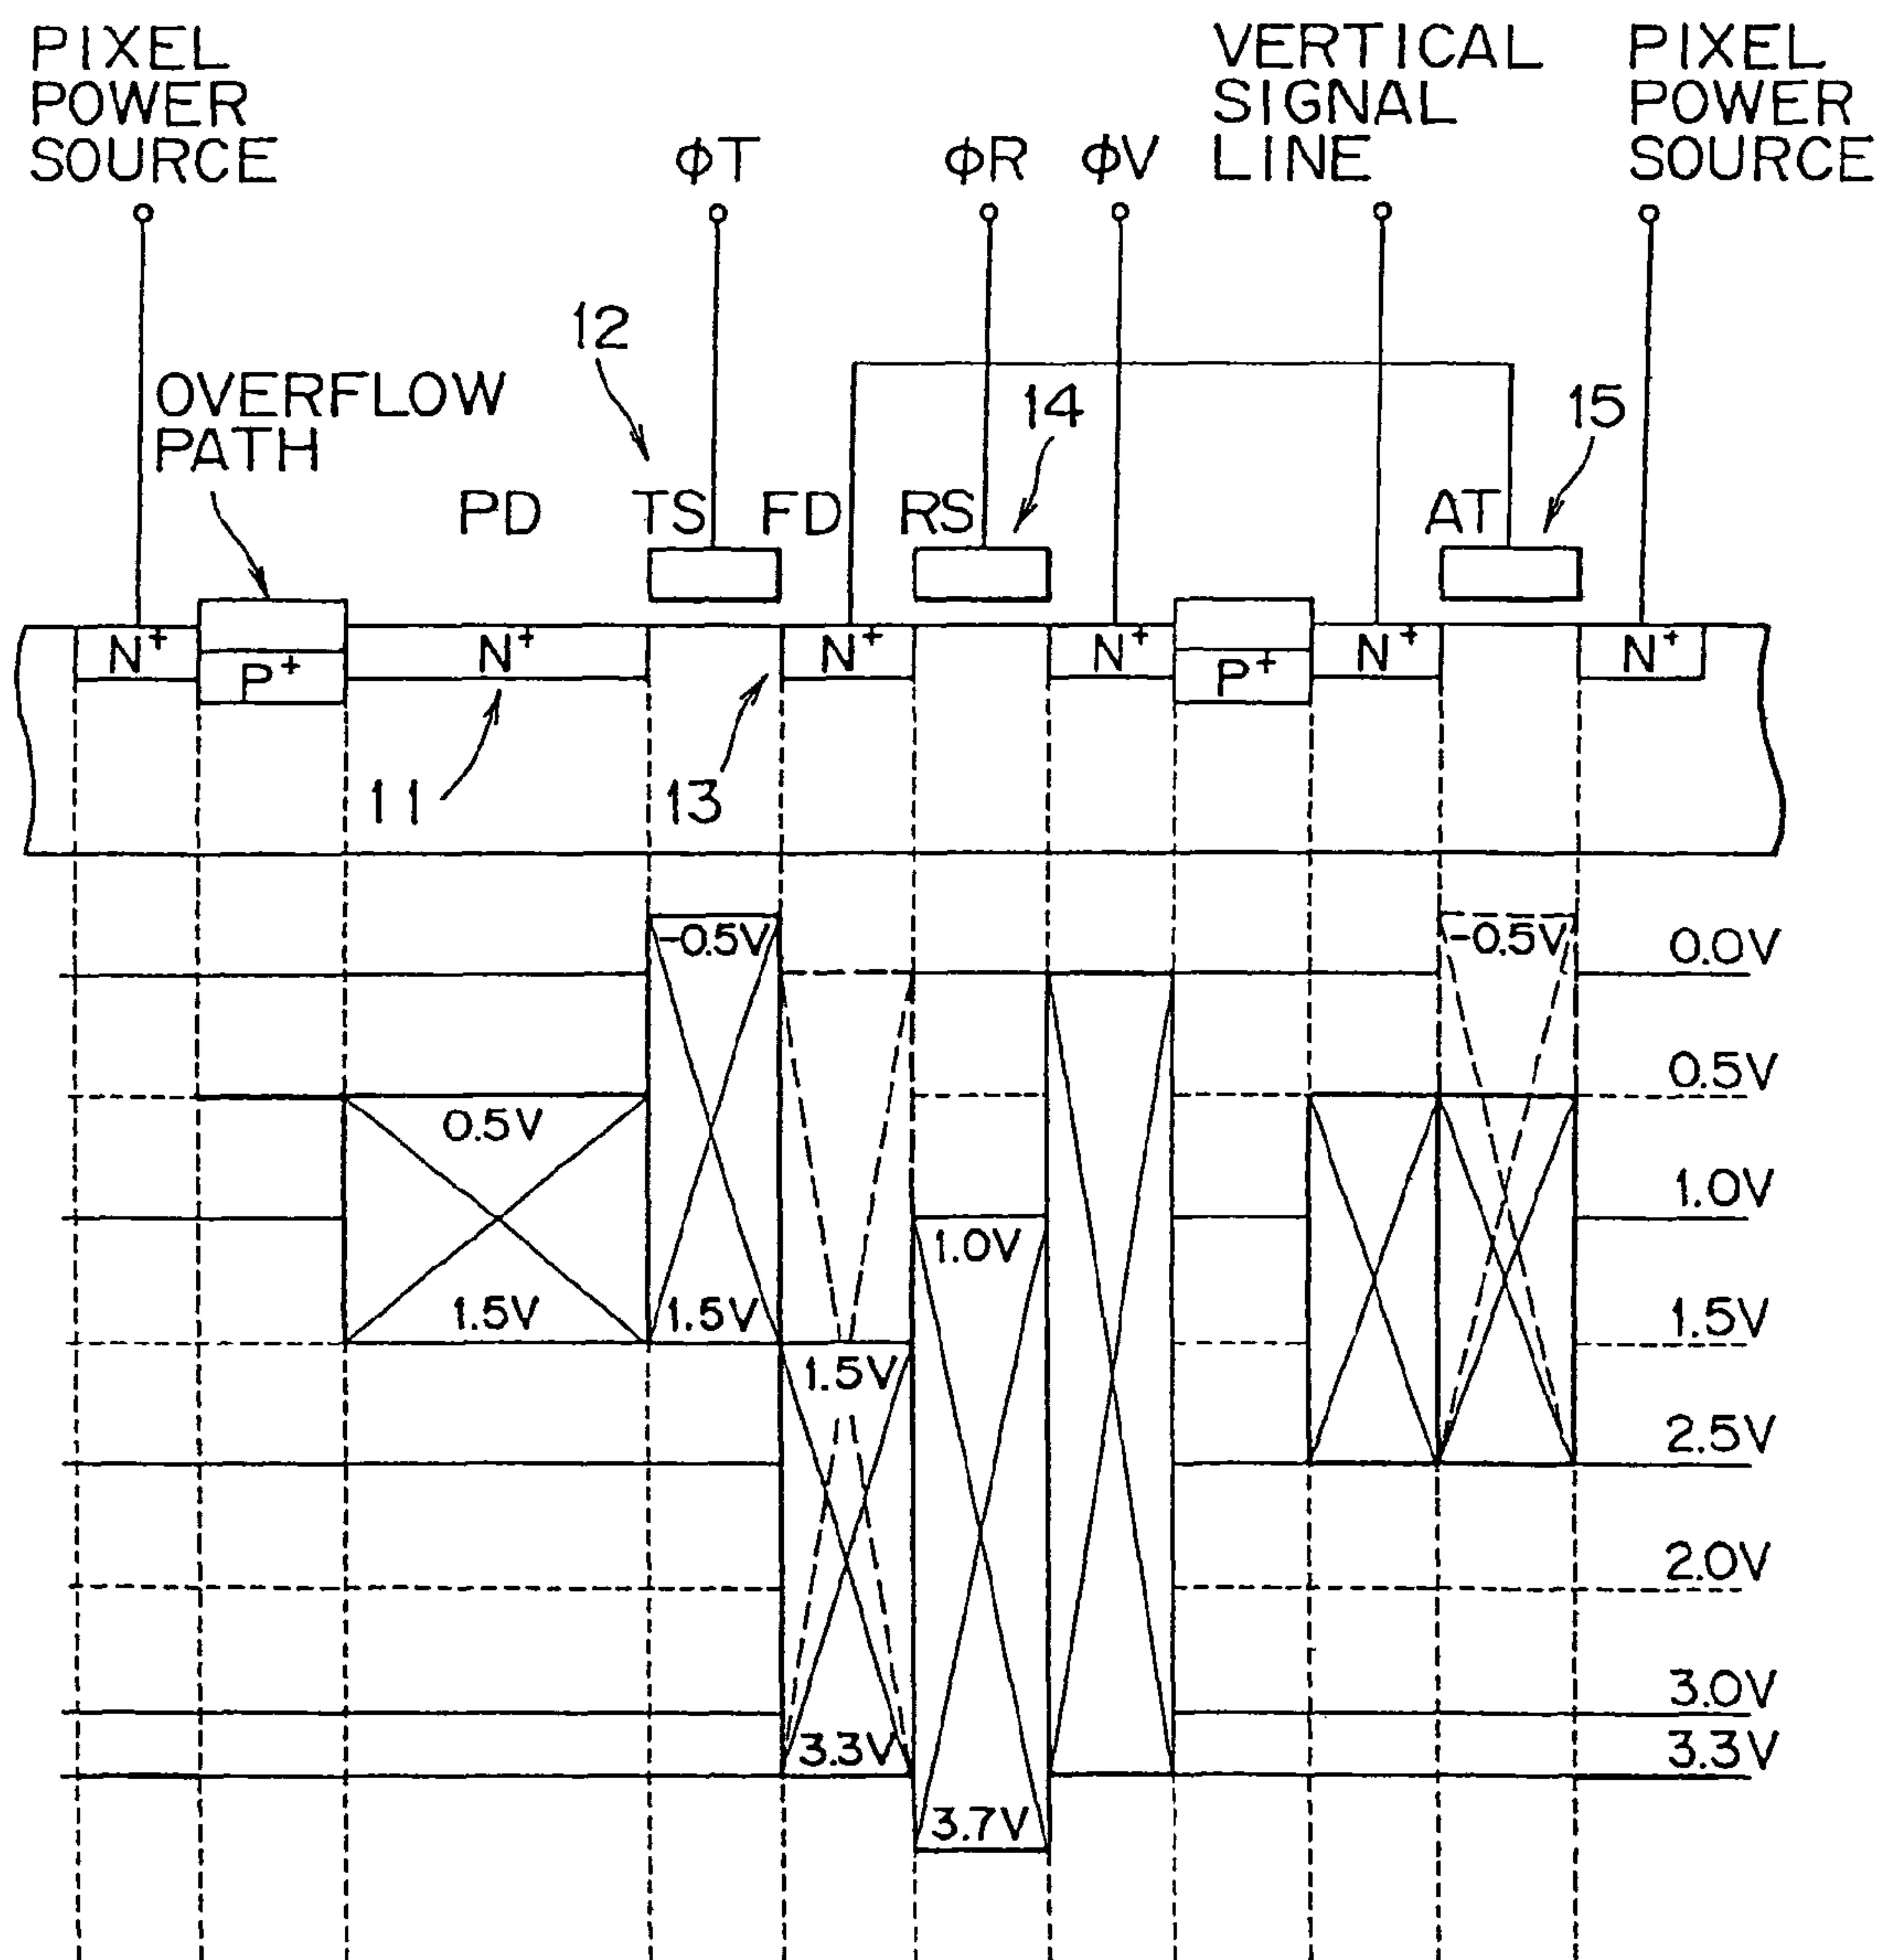 PIXEL
POWER
SOURCE
ϕT
ϕR
ϕV
VERTICAL
SIGNAL
LINE
PIXEL
POWER
SOURCE
12
OVERFLOW
PATH
14
15
PD
TS
FD
RS
AT
N+
P+
N+
N+
N+
P+
N+
N+
11
13
-0.5V
-0.5V
0.0V
0.5V
0.5V
1.0V
1.0V
1.5V
1.5V
1.5V
1.5V
2.5V
2.0V
3.0V
3.3V
3.3V
3.7V